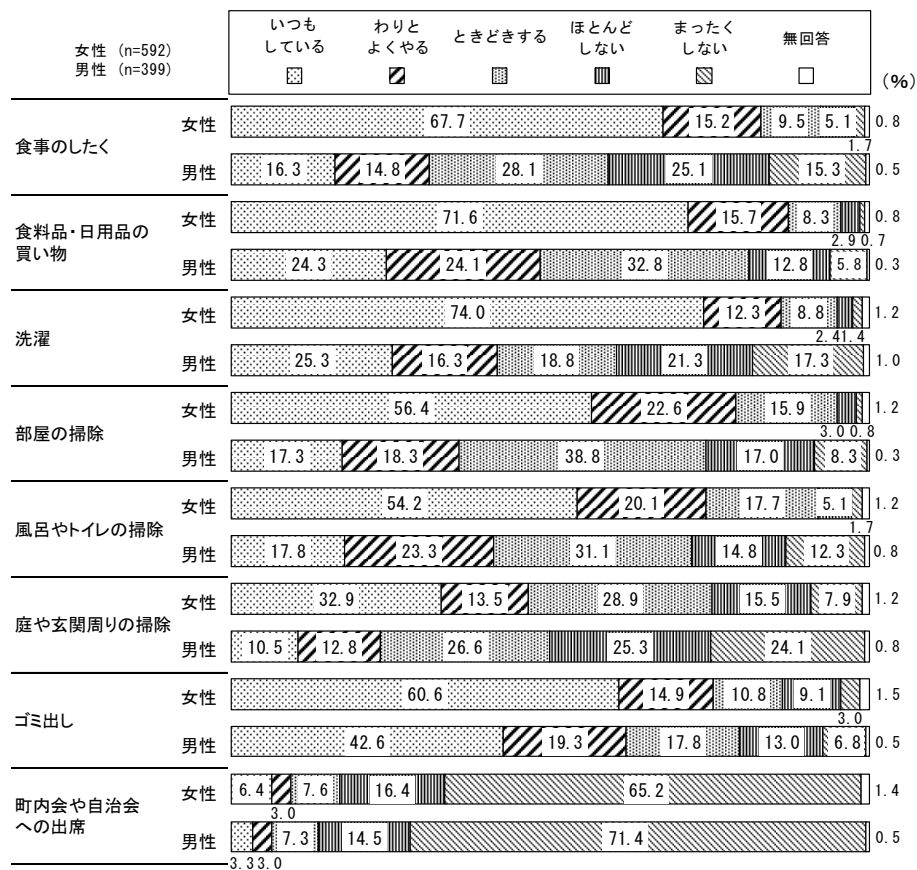 いつも
している
わりと
よくやる
ときどきする
ほとんど
しない
まったく
しない
無回答
女性 (n=592)
男性 (n=399)
(%)
食事のしたく
女性 67.7 15.2 9.5 5.1 1.7 0.8
男性 16.3 14.8 28.1 25.1 15.3 0.5
食料品・日用品の
買い物
女性 71.6 15.7 8.3 2.9 0.7 0.8
男性 24.3 24.1 32.8 12.8 5.8 0.3
洗濯
女性 74.0 12.3 8.8 2.4 1.4 1.2
男性 25.3 16.3 18.8 21.3 17.3 1.0
部屋の掃除
女性 56.4 22.6 15.9 3.0 0.8 1.2
男性 17.3 18.3 38.8 17.0 8.3 0.3
風呂やトイレの掃除
女性 54.2 20.1 17.7 5.1 1.7 1.2
男性 17.8 23.3 31.1 14.8 12.3 0.8
庭や玄関周りの掃除
女性 32.9 13.5 28.9 15.5 7.9 1.2
男性 10.5 12.8 26.6 25.3 24.1 0.8
ゴミ出し
女性 60.6 14.9 10.8 9.1 3.0 1.5
男性 42.6 19.3 17.8 13.0 6.8 0.5
町内会や自治会
への出席
女性 6.4 3.0 7.6 16.4 65.2 1.4
男性 3.3 3.0 7.3 14.5 71.4 0.5